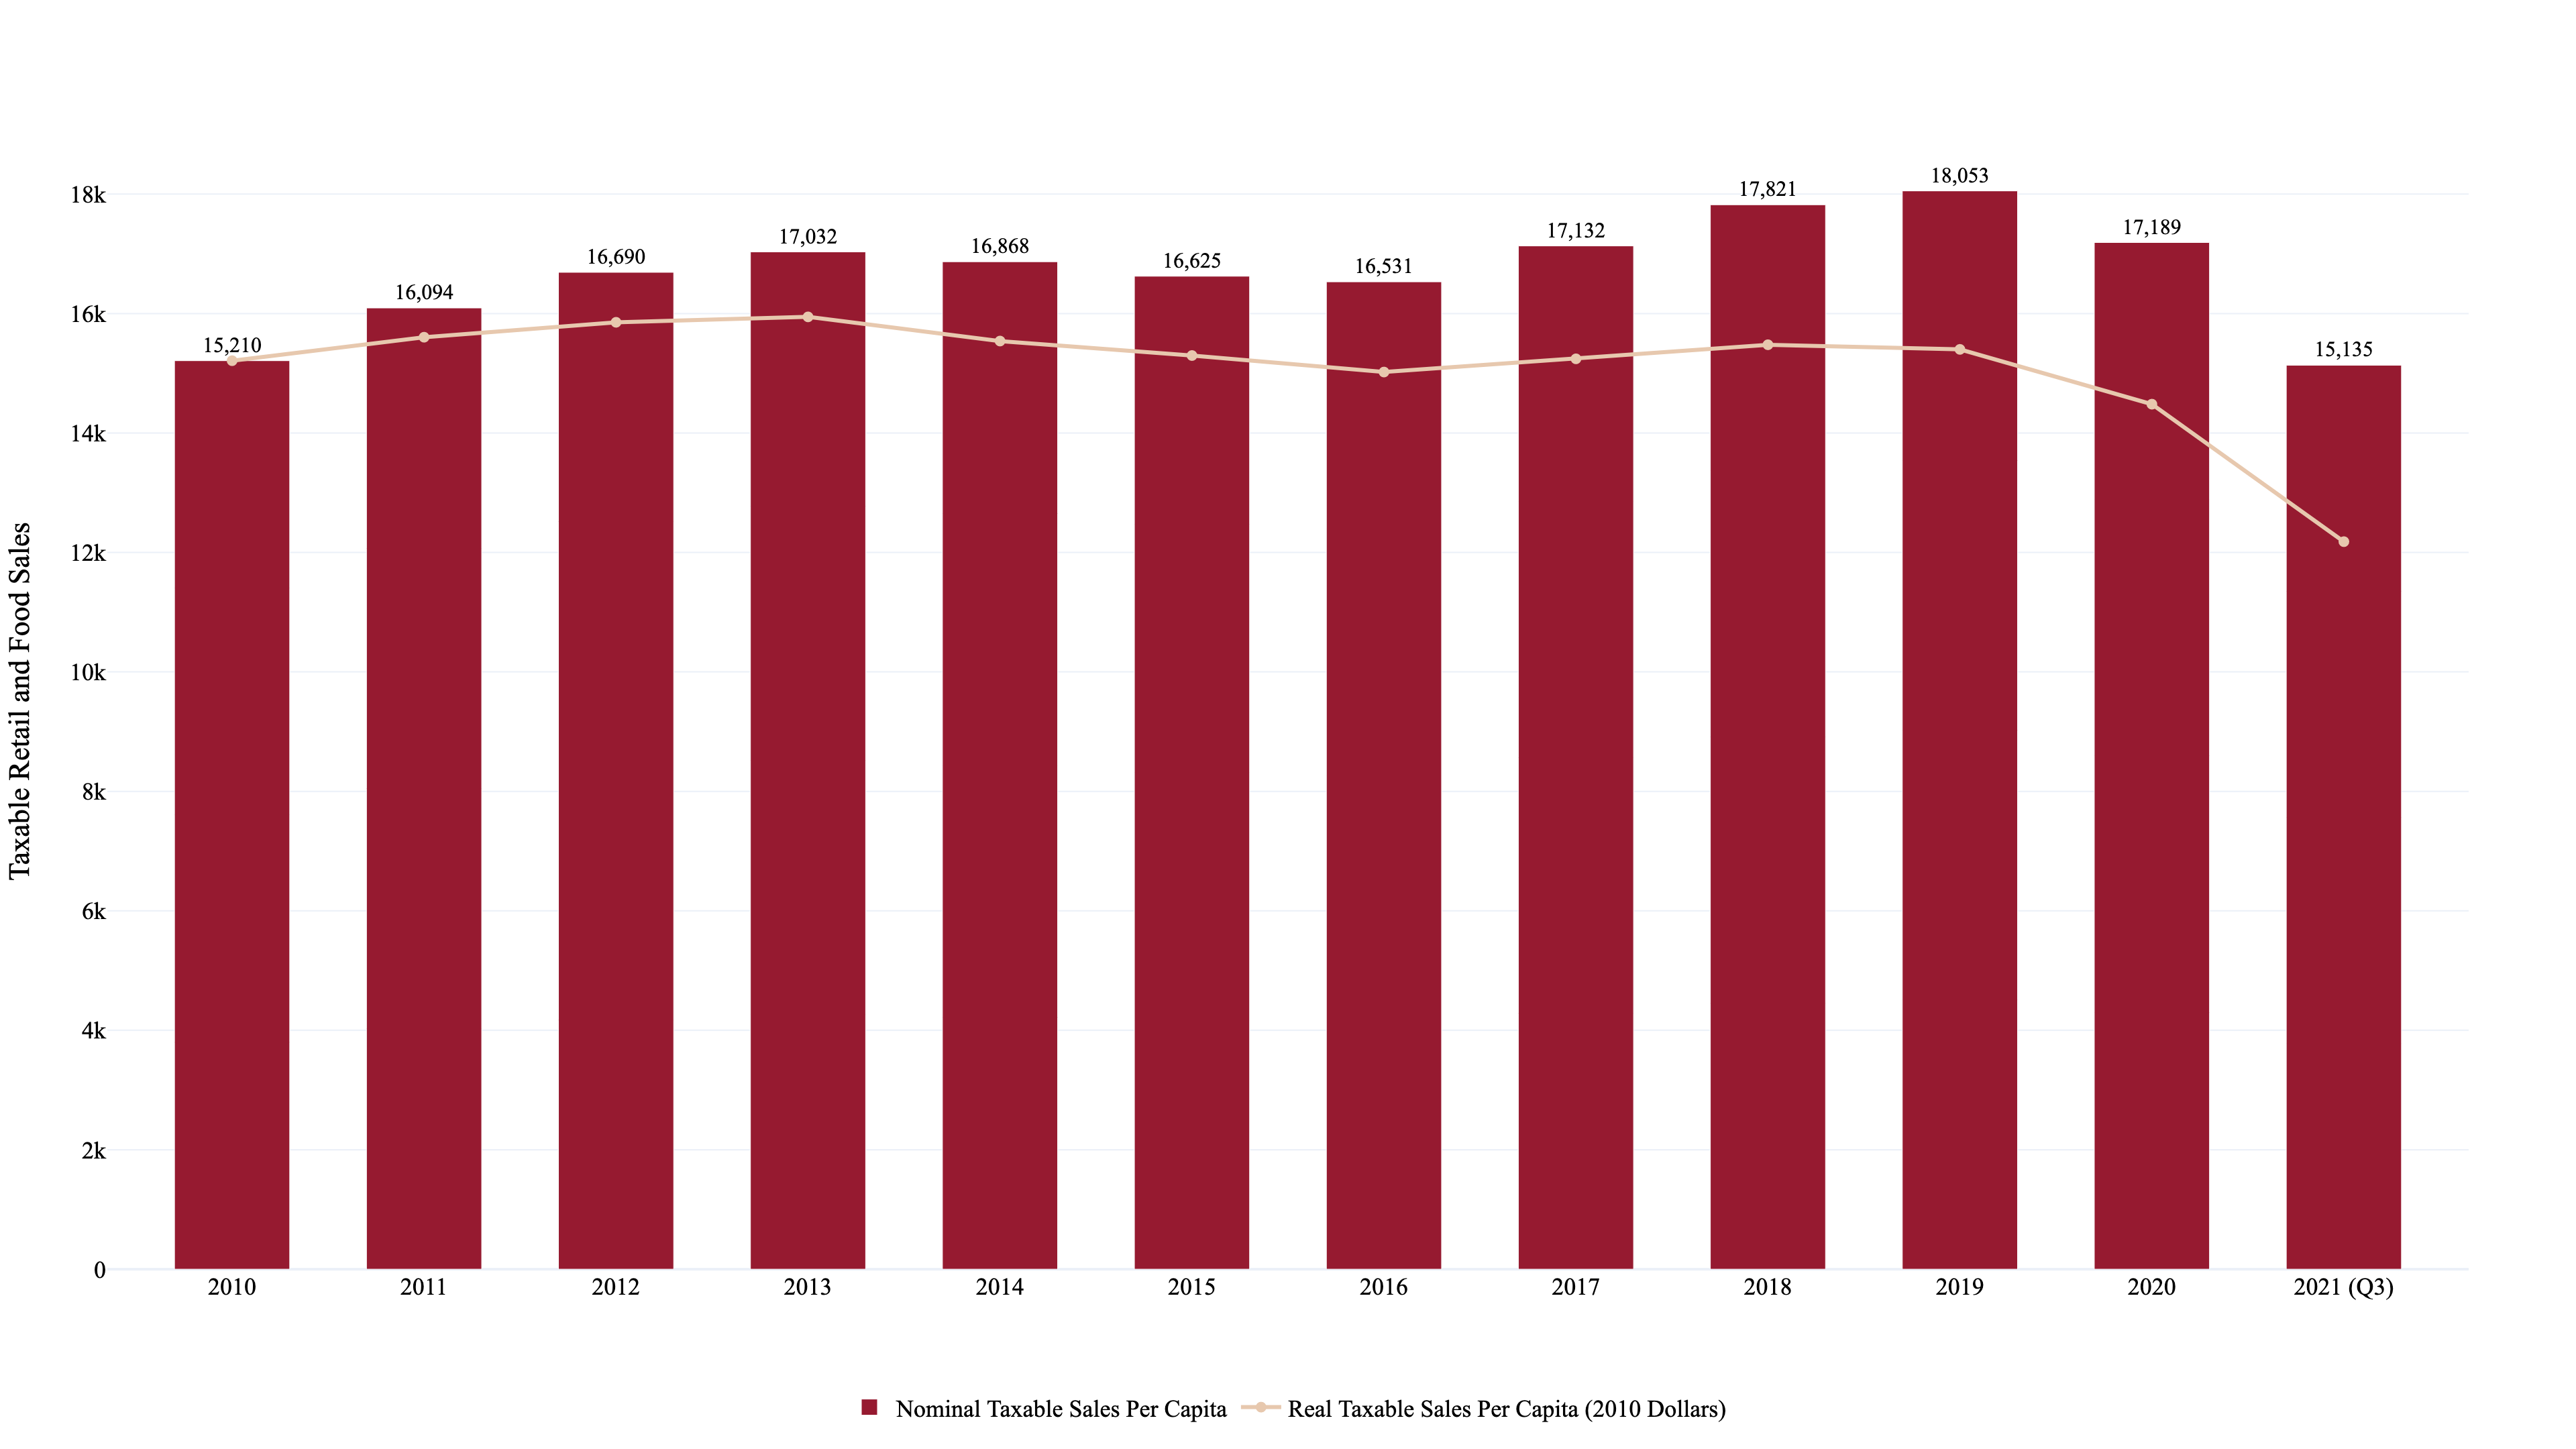 Taxable Retail and Food Sales
18k
16k
14k
12k
10k
8k
6k
4k
2k
0
15,210
16,094
16,690
17,032
16,868
16,625
16,531
17,132
17,821
18,053
17,189
15,135
2010
2011
2012
2013
2014
2015
2016
2017
2018
2019
2020
2021 (Q3)
Nominal Taxable Sales Per Capita
Real Taxable Sales Per Capita (2010 Dollars)